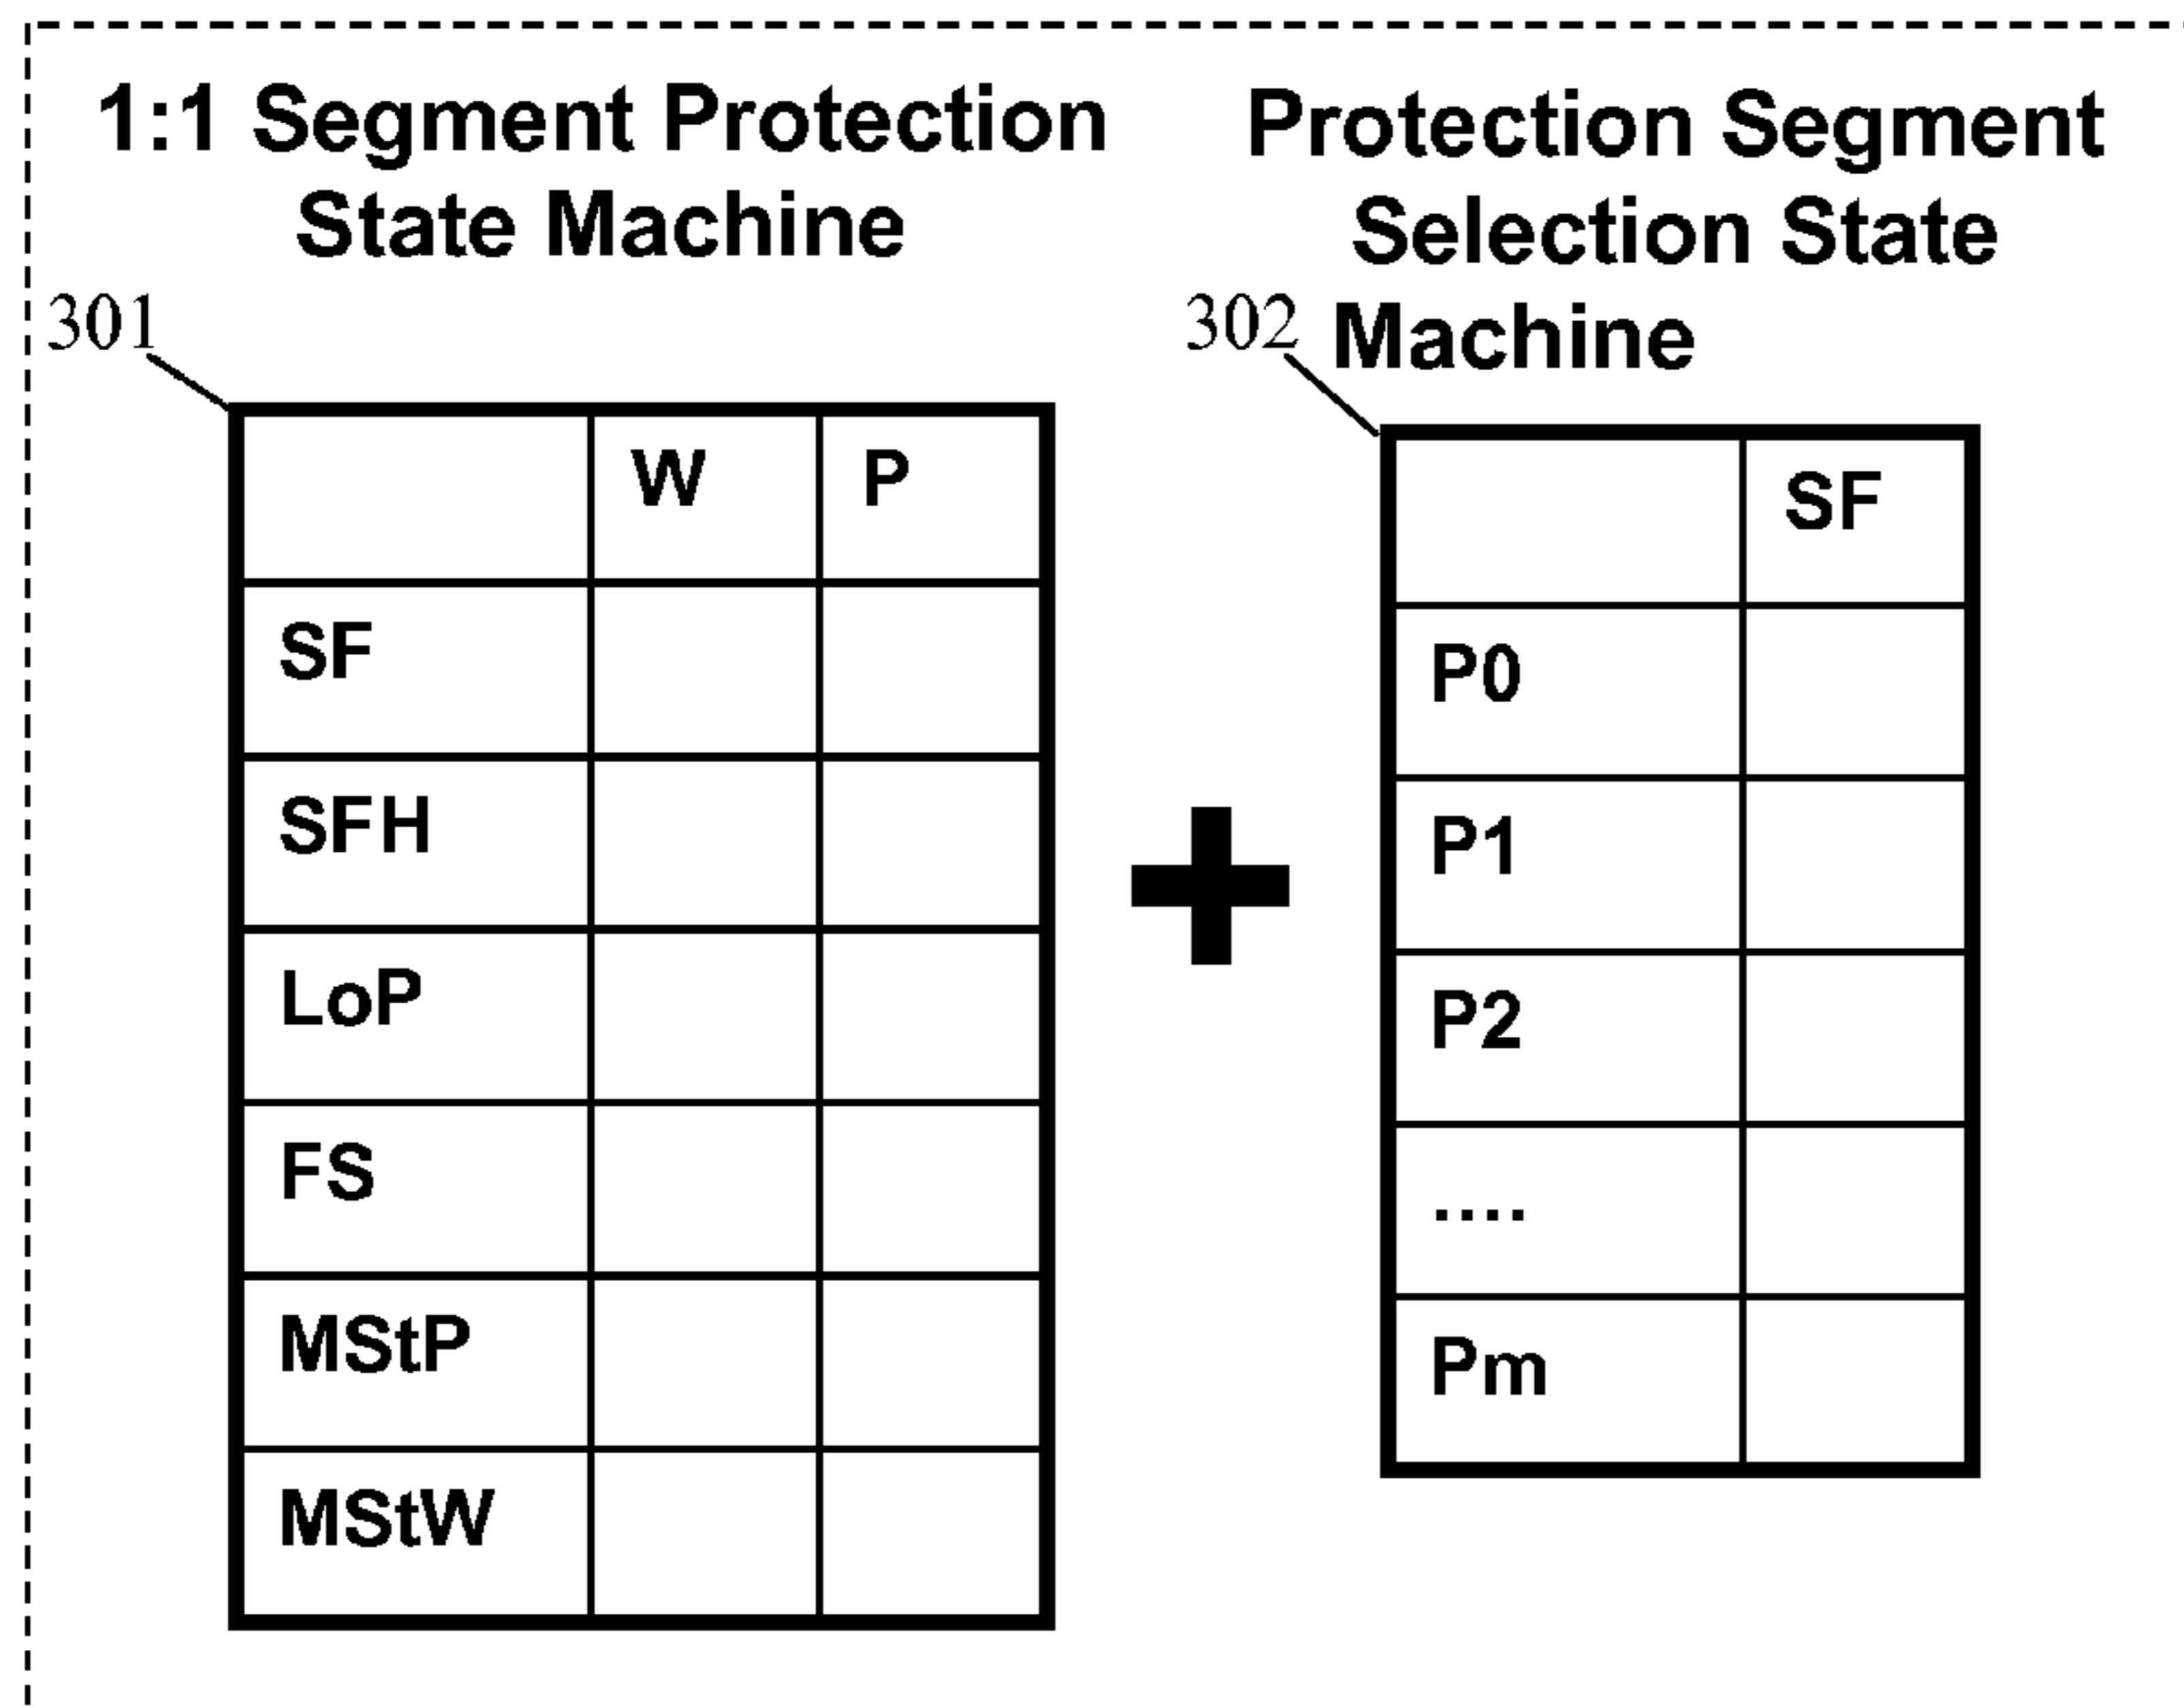 1:1 Segment Protection
State Machine
301
W P
SF
SFH
LoP
FS
MStP
MStW
+
Protection Segment
Selection State
Machine
302
SF
P0
P1
P2
....
Pm